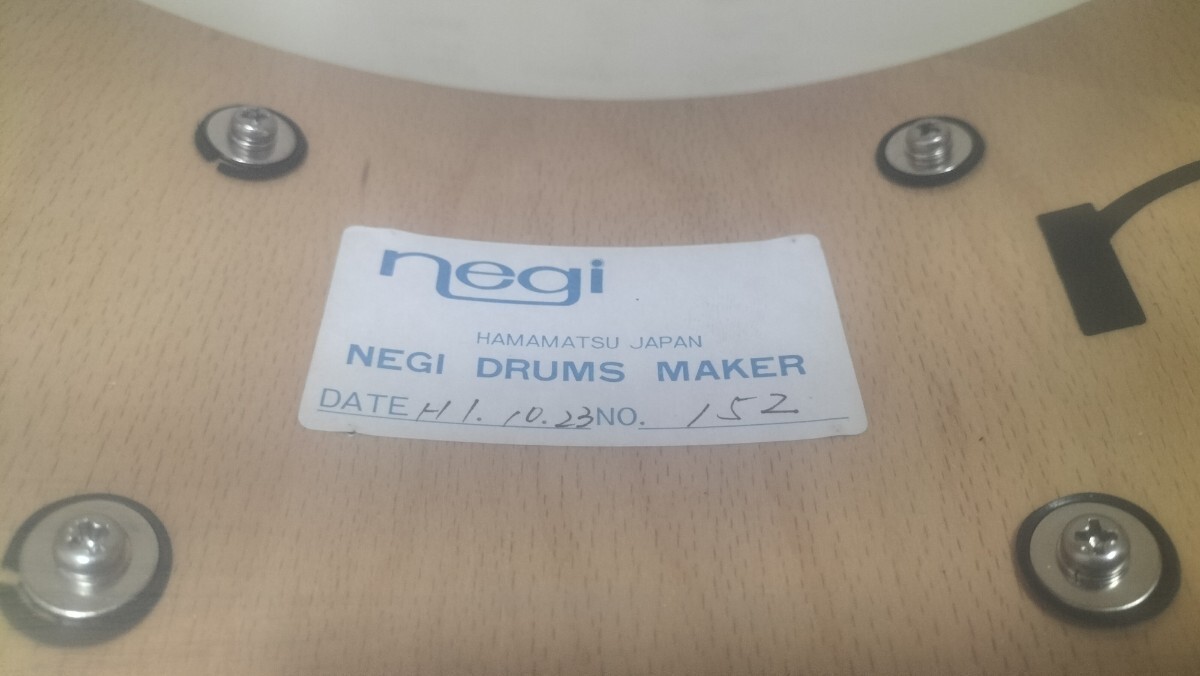 negi
HAMAMATSU JAPAN
NEGI DRUMS MAKER
DATE H1.10.23 NO. 152